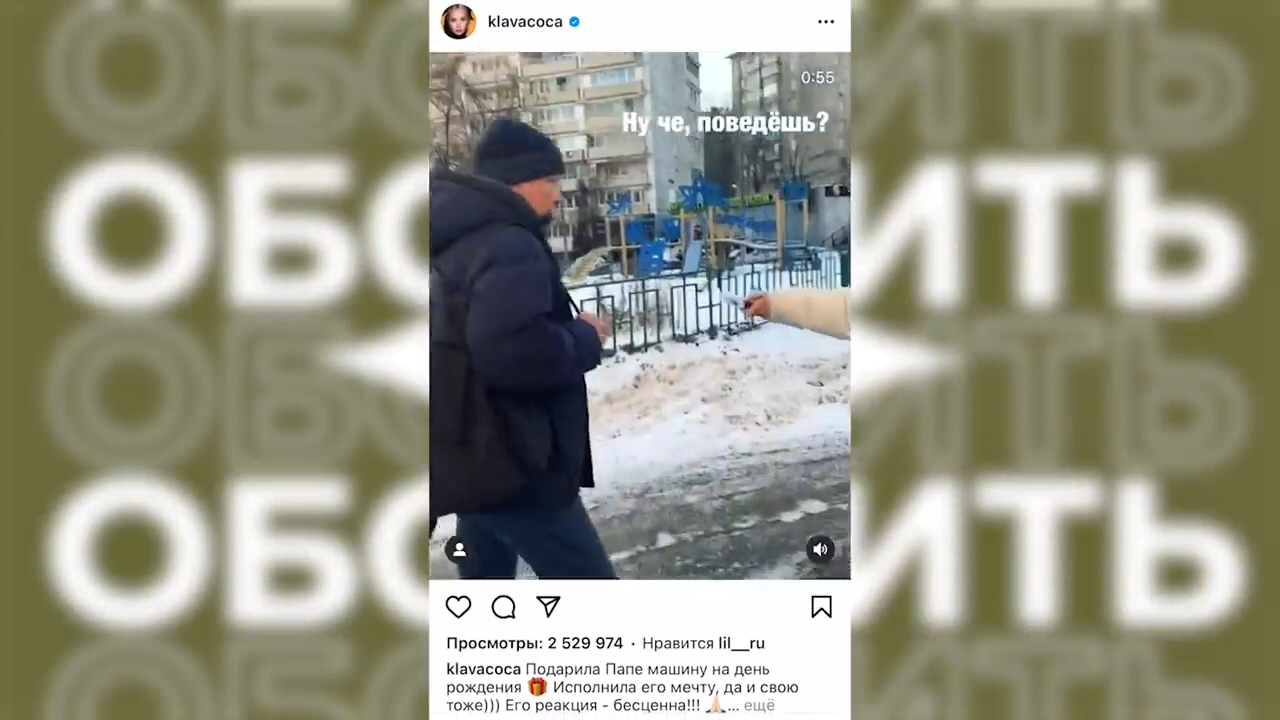 klavacoca
0:55
Ну че, поведёшь?
Просмотры: 2 529 974 · Нравится lil__ru
klavacoca Подарила Папе машину на день
рождения 🎁 Исполнила его мечту, да и свою
тоже))) Его реакция - бесценна!!! 🙏🏻... ещё